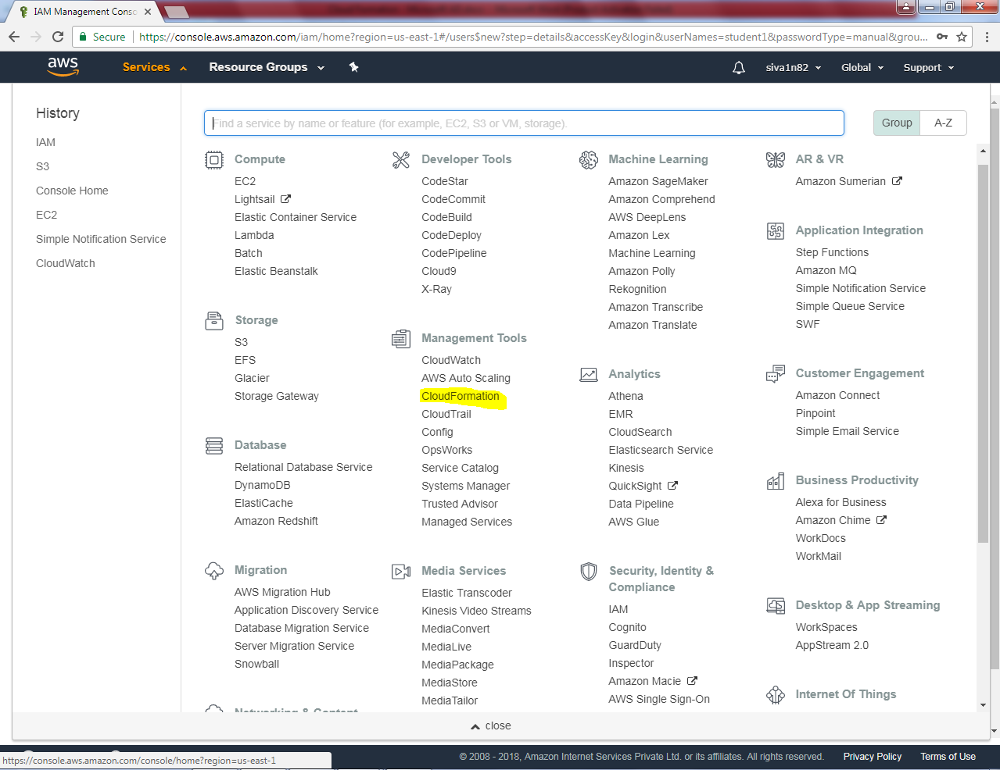 IAM Management Consc
Secure
https://console.aws.amazon.com/iam/home?region=us-east-1#/users$new?step=details&accessKey&login&userNames=student1&passwordType=manual&grou...
aws
Services
Resource Groups
siva1n82
Global
Support
History
IAM
S3
Console Home
EC2
Simple Notification Service
CloudWatch
Find a service by name or feature (for example, EC2, S3 or VM, storage).
Group
A-Z
Compute
EC2
Lightsail
Elastic Container Service
Lambda
Batch
Elastic Beanstalk
Storage
S3
EFS
Glacier
Storage Gateway
Database
Relational Database Service
DynamoDB
ElastiCache
Amazon Redshift
Migration
AWS Migration Hub
Application Discovery Service
Database Migration Service
Server Migration Service
Snowball
Networking & Content
Developer Tools
CodeStar
CodeCommit
CodeBuild
CodeDeploy
CodePipeline
Cloud9
X-Ray
Management Tools
CloudWatch
AWS Auto Scaling
CloudFormation
CloudTrail
Config
OpsWorks
Service Catalog
Systems Manager
Trusted Advisor
Managed Services
Media Services
Elastic Transcoder
Kinesis Video Streams
MediaConvert
MediaLive
MediaPackage
MediaStore
MediaTailor
Machine Learning
Amazon SageMaker
Amazon Comprehend
AWS DeepLens
Amazon Lex
Machine Learning
Amazon Polly
Rekognition
Amazon Transcribe
Amazon Translate
Analytics
Athena
EMR
CloudSearch
Elasticsearch Service
Kinesis
QuickSight
Data Pipeline
AWS Glue
Security, Identity &
Compliance
IAM
Cognito
GuardDuty
Inspector
Amazon Macie
AWS Single Sign-On
AR & VR
Amazon Sumerian
Application Integration
Step Functions
Amazon MQ
Simple Notification Service
Simple Queue Service
SWF
Customer Engagement
Amazon Connect
Pinpoint
Simple Email Service
Business Productivity
Alexa for Business
Amazon Chime
WorkDocs
WorkMail
Desktop & App Streaming
WorkSpaces
AppStream 2.0
Internet Of Things
close
https://console.aws.amazon.com/console/home?region=us-east-1
© 2008 - 2018, Amazon Internet Services Private Ltd. or its affiliates. All rights reserved.
Privacy Policy
Terms of Use